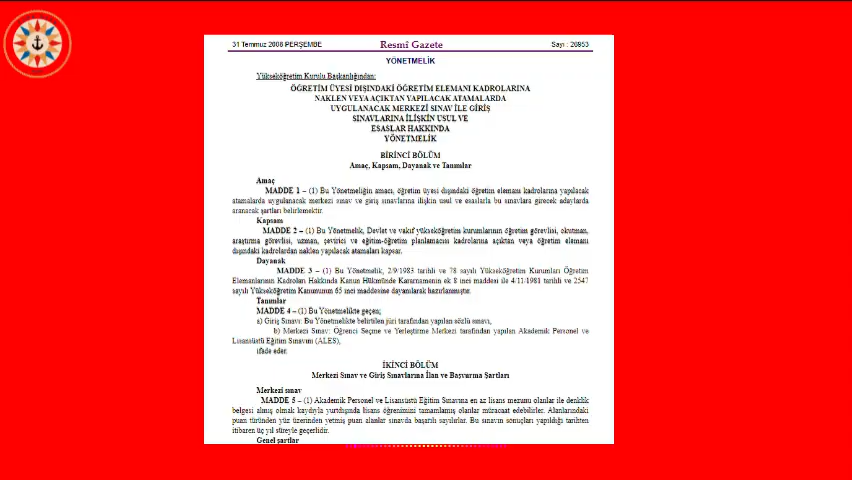 31 Temmuz 2008 PERŞEMBE Resmî Gazete Sayı : 26953
YÖNETMELİK
Yükseköğretim Kurulu Başkanlığından:
ÖĞRETİM ÜYESİ DIŞINDAKİ ÖĞRETİM ELEMANI KADROLARINA
NAKLEN VEYA AÇIKTAN YAPILACAK ATAMALARDA
UYGULANACAK MERKEZİ SINAV İLE GİRİŞ
SINAVLARINA İLİŞKİN USUL VE
ESASLAR HAKKINDA
YÖNETMELİK
BİRİNCİ BÖLÜM
Amaç, Kapsam, Dayanak ve Tanımlar
Amaç
MADDE 1 – (1) Bu Yönetmeliğin amacı, öğretim üyesi dışındaki öğretim elemanı kadrolarına yapılacak
atamalarda uygulanacak merkezi sınav ve giriş sınavlarına ilişkin usul ve esaslarla bu sınavlara girecek adaylarda
aranacak şartları belirlemektir.
Kapsam
MADDE 2 – (1) Bu Yönetmelik, Devlet ve vakıf yükseköğretim kurumlarının öğretim görevlisi, okutman,
araştırma görevlisi, uzman, çevirici ve eğitim-öğretim planlamacısı kadrolarına açıktan veya öğretim elemanı
dışındaki kadrolardan naklen yapılacak atamaları kapsar.
Dayanak
MADDE 3 – (1) Bu Yönetmelik, 2/9/1983 tarihli ve 78 sayılı Yükseköğretim Kurumları Öğretim
Elemanlarının Kadroları Hakkında Kanun Hükmünde Kararnamenin ek 8 inci maddesi ile 4/11/1981 tarihli ve 2547
sayılı Yükseköğretim Kanununun 65 inci maddesine dayanılarak hazırlanmıştır.
Tanımlar
MADDE 4 – (1) Bu Yönetmelikte geçen;
a) Giriş Sınavı: Bu Yönetmelikte belirtilen jüri tarafından yapılan sözlü sınavı,
b) Merkezi Sınav: Öğrenci Seçme ve Yerleştirme Merkezi tarafından yapılan Akademik Personel ve
Lisansüstü Eğitim Sınavını (ALES),
ifade eder.
İKİNCİ BÖLÜM
Merkezi Sınav ve Giriş Sınavlarına İlan ve Başvurma Şartları
Merkezi sınav
MADDE 5 – (1) Akademik Personel ve Lisansüstü Eğitim Sınavına en az lisans mezunu olanlar ile denklik
belgesi almış olmak kaydıyla yurtdışında lisans öğrenimini tamamlamış olanlar müracaat edebilirler. Alanlarındaki
puan türünden yüz üzerinden yetmiş puan alanlar sınavda başarılı sayılırlar. Bu sınavın sonuçları yapıldığı tarihten
itibaren üç yıl süreyle geçerlidir.
Genel şartlar